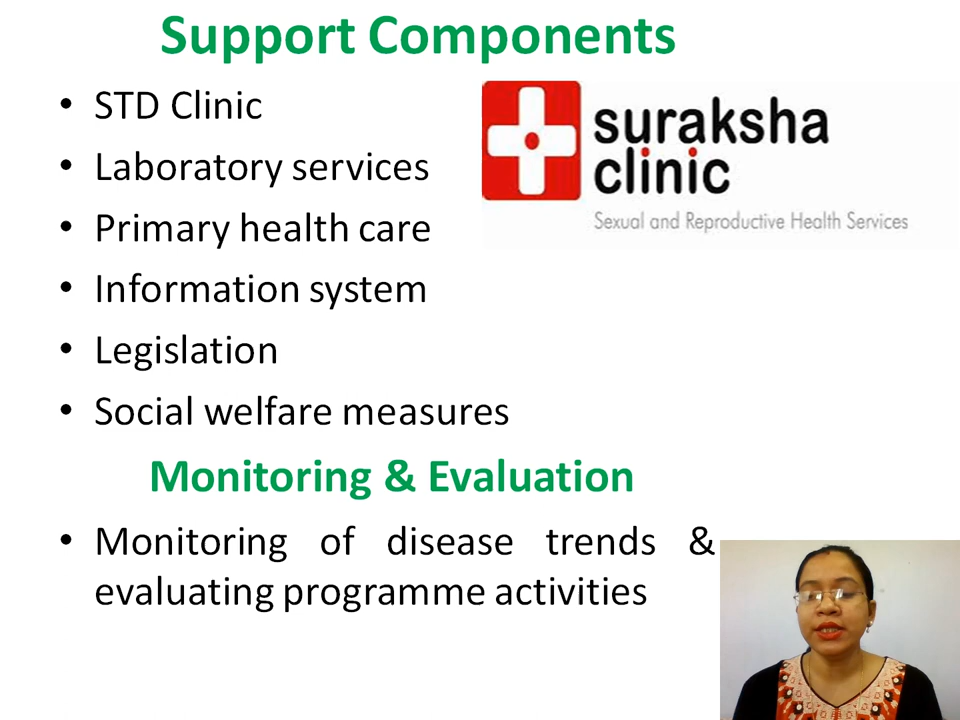 Support Components
• STD Clinic
• Laboratory services
• Primary health care
• Information system
• Legislation
• Social welfare measures
suraksha
clinic
Sexual and Reproductive Health Services
Monitoring & Evaluation
• Monitoring of disease trends &
evaluating programme activities